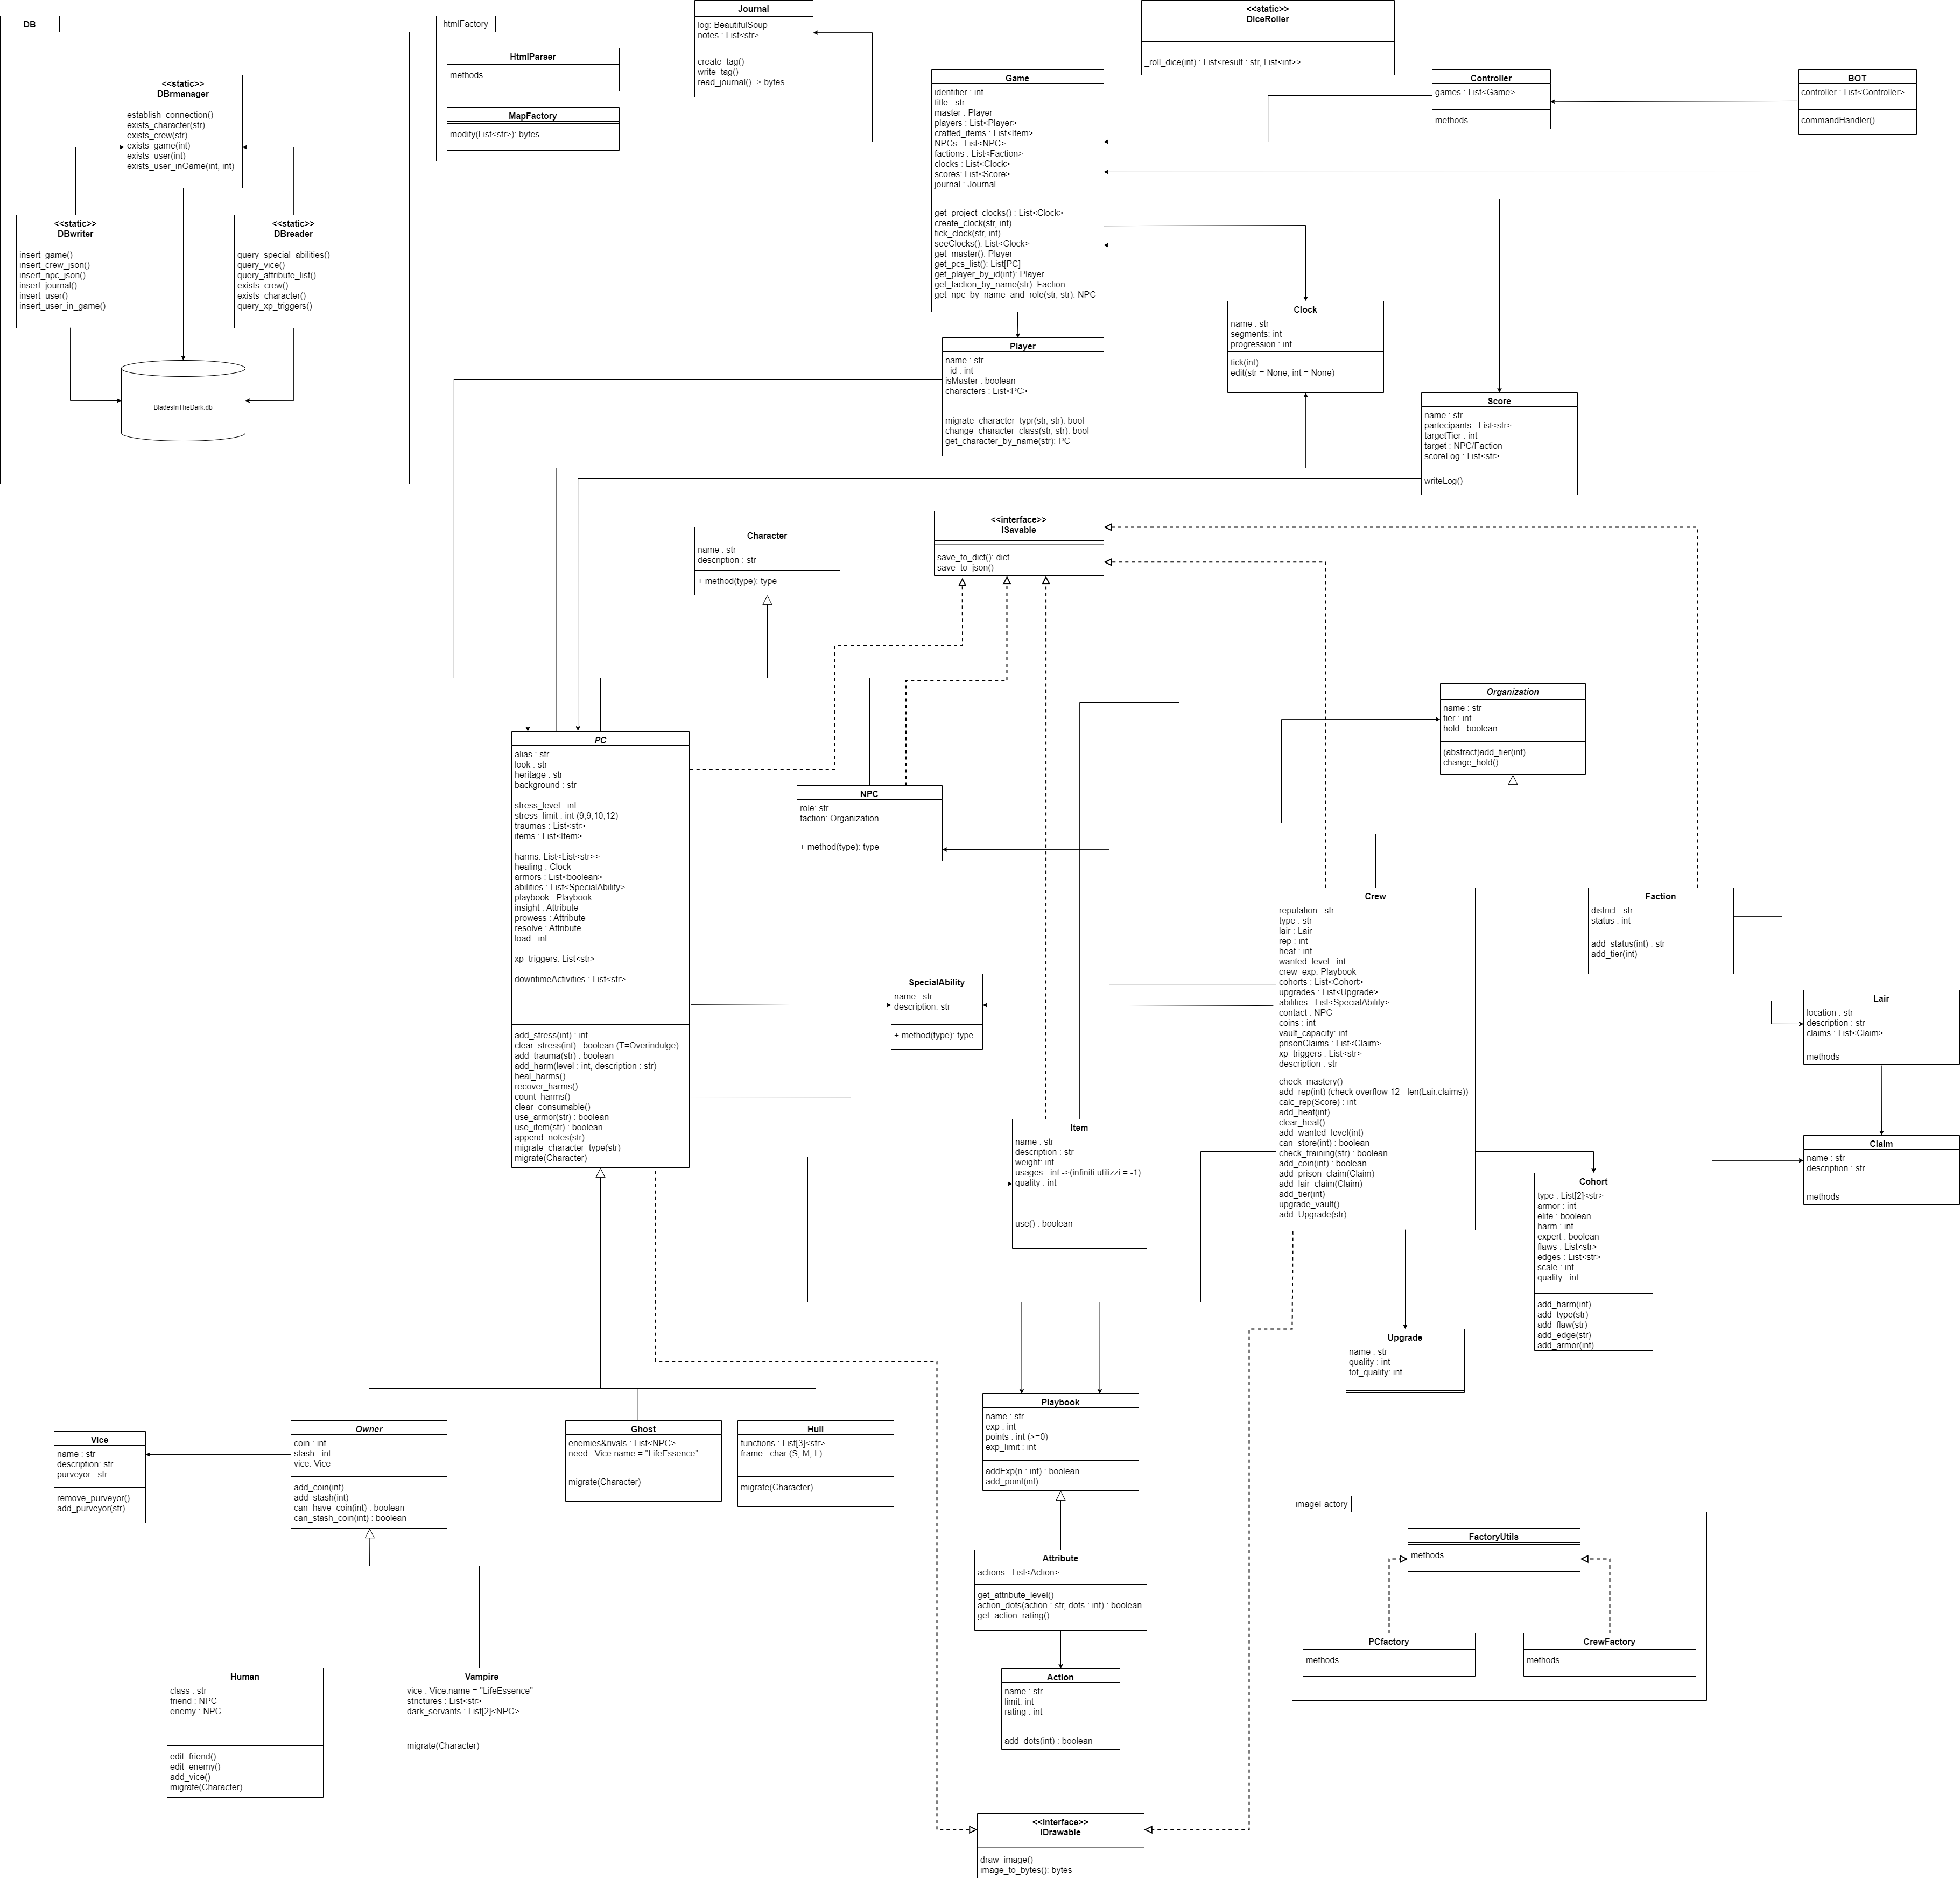 DB
<<static>>
DBrmanager
establish_connection()
exists_character(str)
exists_crew(str)
exists_game(int)
exists_user(int)
exists_user_inGame(int, int)
...
<<static>>
DBwriter
insert_game()
insert_crew_json()
insert_npc_json()
insert_journal()
insert_user()
insert_user_in_game()
...
<<static>>
DBreader
query_special_abilities()
query_vice()
query_attribute_list()
exists_crew()
exists_character()
query_xp_triggers()
...
BladesInTheDark.db
htmlFactory
HtmlParser
methods
MapFactory
modify(List<str>): bytes
Journal
log: BeautifulSoup
notes : List<str>
create_tag()
write_tag()
read_journal() -> bytes
Game
identifier : int
title : str
master : Player
players : List<Player>
crafted_items : List<Item>
NPCs : List<NPC>
factions : List<Faction>
clocks : List<Clock>
scores: List<Score>
journal : Journal
get_project_clocks() : List<Clock>
create_clock(str, int)
tick_clock(str, int)
seeClocks(): List<Clock>
get_master(): Player
get_pcs_list(): List[PC]
get_player_by_id(int): Player
get_faction_by_name(str): Faction
get_npc_by_name_and_role(str, str): NPC
<<static>>
DiceRoller
_roll_dice(int) : List<result : str, List<int>>
Controller
games : List<Game>
methods
BOT
controller : List<Controller>
commandHandler()
Clock
name : str
segments: int
progression : int
tick(int)
edit(str = None, int = None)
Player
name : str
_id : int
isMaster : boolean
characters : List<PC>
migrate_character_typr(str, str): bool
change_character_class(str, str): bool
get_character_by_name(str): PC
Score
name : str
partecipants : List<str>
targetTier : int
target : NPC/Faction
scoreLog : List<str>
writeLog()
Character
name : str
description : str
+ method(type): type
<<interface>>
ISavable
save_to_dict(): dict
save_to_json()
Organization
name : str
tier : int
hold : boolean
(abstract)add_tier(int)
change_hold()
PC
alias : str
look : str
heritage : str
background : str
stress_level : int
stress_limit : int (9,9,10,12)
traumas : List<str>
items : List<Item>
harms: List<List<str>>
healing : Clock
armors : List<boolean>
abilities : List<SpecialAbility>
playbook : Playbook
insight : Attribute
prowess : Attribute
resolve : Attribute
load : int
xp_triggers: List<str>
downtimeActivities : List<str>
add_stress(int) : int
clear_stress(int) : boolean (T=Overindulge)
add_trauma(str) : boolean
add_harm(level : int, description : str)
heal_harms()
recover_harms()
count_harms()
clear_consumable()
use_armor(str) : boolean
use_item(str) : boolean
append_notes(str)
migrate_character_type(str)
migrate(Character)
NPC
role: str
faction: Organization
+ method(type): type
Crew
reputation : str
type : str
lair : Lair
rep : int
heat : int
wanted_level : int
crew_exp: Playbook
cohorts : List<Cohort>
upgrades : List<Upgrade>
abilities : List<SpecialAbility>
contact : NPC
coins : int
vault_capacity: int
prisonClaims : List<Claim>
xp_triggers : List<str>
description : str
check_mastery()
add_rep(int) (check overflow 12 - len(Lair.claims))
calc_rep(Score) : int
add_heat(int)
clear_heat()
add_wanted_level(int)
can_store(int) : boolean
check_training(str) : boolean
add_coin(int) : boolean
add_prison_claim(Claim)
add_lair_claim(Claim)
add_tier(int)
upgrade_vault()
add_Upgrade(str)
Faction
district : str
status : int
add_status(int) : str
add_tier(int)
SpecialAbility
name : str
description: str
+ method(type): type
Lair
location : str
description : str
claims : List<Claim>
methods
Item
name : str
description : str
weight: int
usages : int ->(infiniti utilizzi = -1)
quality : int
use() : boolean
Claim
name : str
description : str
methods
Cohort
type : List[2]<str>
armor : int
elite : boolean
harm : int
expert : boolean
flaws : List<str>
edges : List<str>
scale : int
quality : int
add_harm(int)
add_type(str)
add_flaw(str)
add_edge(str)
add_armor(int)
Upgrade
name : str
quality : int
tot_quality: int
Vice
name : str
description: str
purveyor : str
remove_purveyor()
add_purveyor(str)
Owner
coin : int
stash : int
vice: Vice
add_coin(int)
add_stash(int)
can_have_coin(int) : boolean
can_stash_coin(int) : boolean
Ghost
enemies&rivals : List<NPC>
need : Vice.name = "LifeEssence"
migrate(Character)
Hull
functions : List[3]<str>
frame : char (S, M, L)
migrate(Character)
Playbook
name : str
exp : int
points : int (>=0)
exp_limit : int
addExp(n : int) : boolean
add_point(int)
Attribute
actions : List<Action>
get_attribute_level()
action_dots(action : str, dots : int) : boolean
get_action_rating()
imageFactory
FactoryUtils
methods
PCfactory
methods
CrewFactory
methods
Human
class : str
friend : NPC
enemy : NPC
edit_friend()
edit_enemy()
add_vice()
migrate(Character)
Vampire
vice : Vice.name = "LifeEssence"
strictures : List<str>
dark_servants : List[2]<NPC>
migrate(Character)
Action
name : str
limit: int
rating : int
add_dots(int) : boolean
<<interface>>
IDrawable
draw_image()
image_to_bytes(): bytes